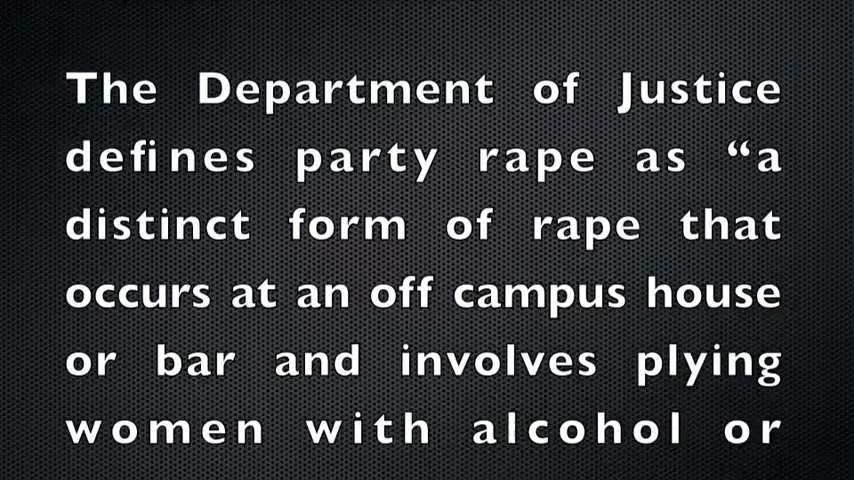 The Department of Justice
defines party rape as “a
distinct form of rape that
occurs at an off campus house
or bar and involves plying
women with alcohol or